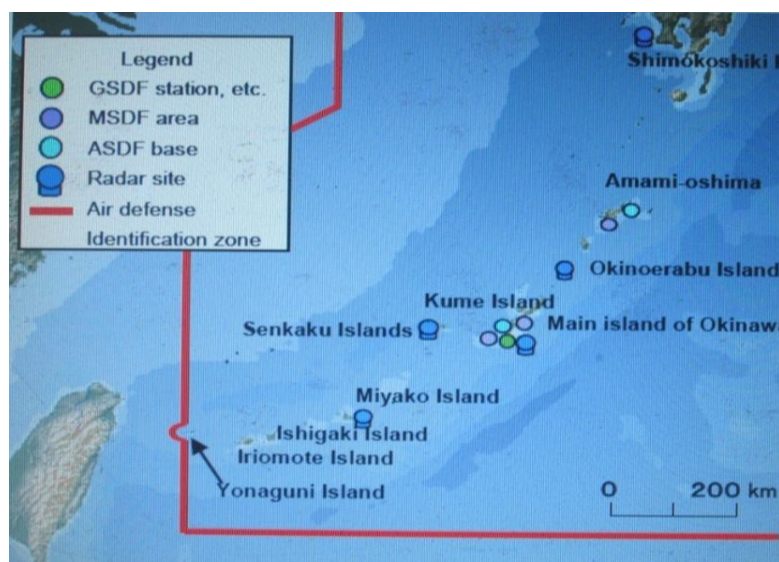 Legend
GSDF station, etc.
MSDF area
ASDF base
Radar site
Air defense
Identification zone
Shimokoshiki I
Amami-oshima
Okinoerabu Island
Kume Island
Main island of Okinaw
Senkaku Islands
Miyako Island
Ishigaki Island
Iriomote Island
Yonaguni Island
0 200 km